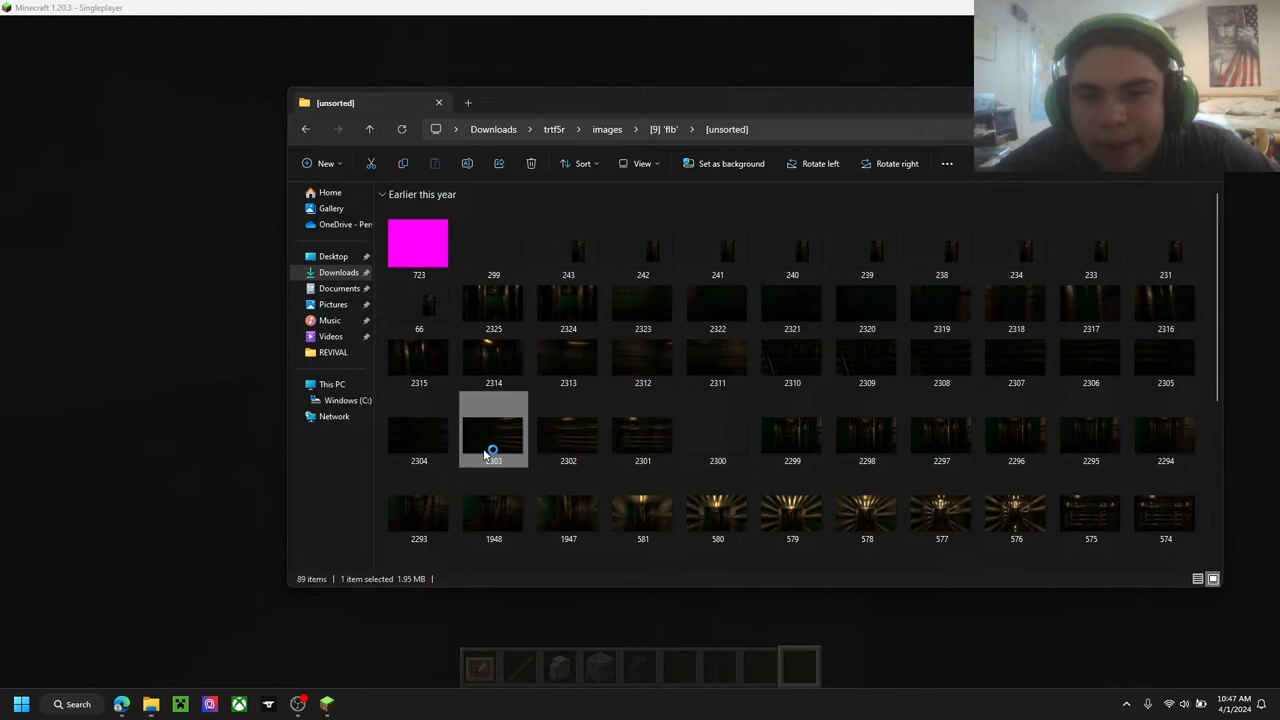 Minecraft 1.20.3 - Singleplayer
[unsorted]
Downloads
trtf5r
images
[9] 'flb'
[unsorted]
New
Sort
View
Set as background
Rotate left
Rotate right
Home
Gallery
OneDrive - Pers
Desktop
Downloads
Documents
Pictures
Music
Videos
REVIVAL
This PC
Windows (C:)
Network
Earlier this year
723 299 243 242 241 240 239 238 234 233 231
66 2325 2324 2323 2322 2321 2320 2319 2318 2317 2316
2315 2314 2313 2312 2311 2310 2309 2308 2307 2306 2305
2304 2303 2302 2301 2300 2299 2298 2297 2296 2295 2294
2293 1948 1947 581 580 579 578 577 576 575 574
89 items 1 item selected 1.95 MB
Search
10:47 AM
4/1/2024